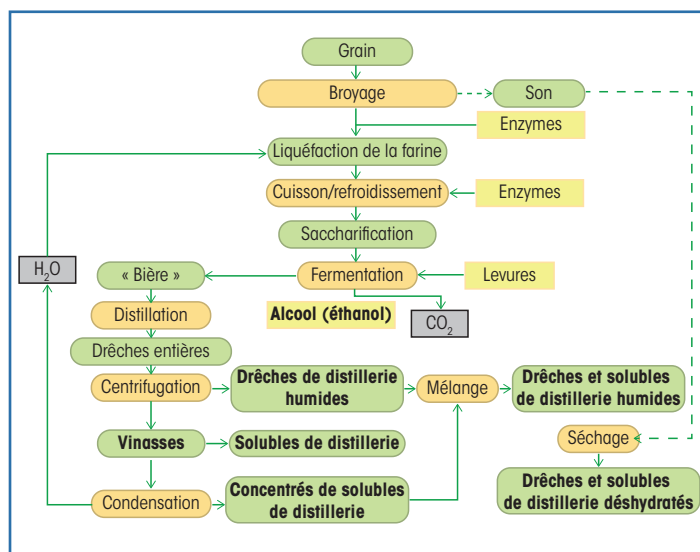 Grain
Broyage
Son
Enzymes
Liquéfaction de la farine
Cuisson/refroidissement
Enzymes
Saccharification
H₂O
« Bière »
Fermentation
Levures
Distillation
Alcool (éthanol)
CO₂
Drêches entières
Centrifugation
Drêches de distillerie
humides
Mélange
Drêches et solubles
de distillerie humides
Vinasses
Solubles de distillerie
Séchage
Condensation
Concentrés de solubles
de distillerie
Drêches et solubles
de distillerie déshydratés